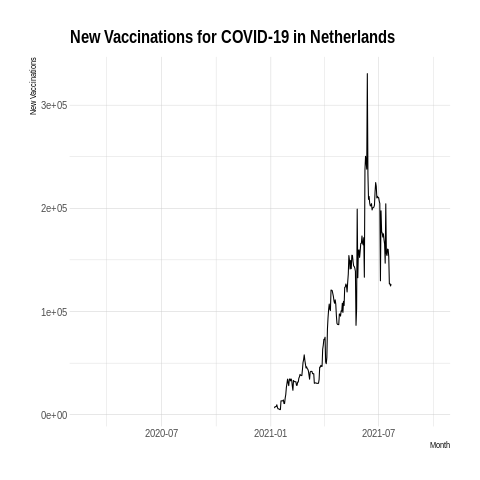 New Vaccinations for COVID-19 in Netherlands
New Vaccinations
3e+05
2e+05
1e+05
0e+00
2020-07 2021-01 2021-07
Month